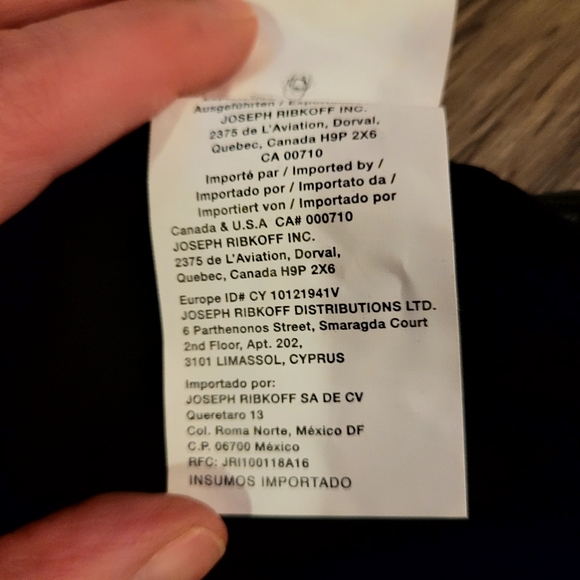 Ausgeführten /
JOSEPH RIBKOFF INC.
2375 de L'Aviation, Dorval,
Quebec, Canada H9P 2X6
CA 00710
Importé par / Imported by /
Importado por / Importato da /
Importiert von / Importado por
Canada & U.S.A CA# 000710
JOSEPH RIBKOFF INC.
2375 de L'Aviation, Dorval,
Quebec, Canada H9P 2X6
Europe ID# CY 10121941V
JOSEPH RIBKOFF DISTRIBUTIONS LTD.
6 Parthenonos Street, Smaragda Court
2nd Floor, Apt. 202,
3101 LIMASSOL, CYPRUS
Importado por:
JOSEPH RIBKOFF SA DE CV
Queretaro 13
Col. Roma Norte, México DF
C.P. 06700 México
RFC: JRI100118A16
INSUMOS IMPORTADO